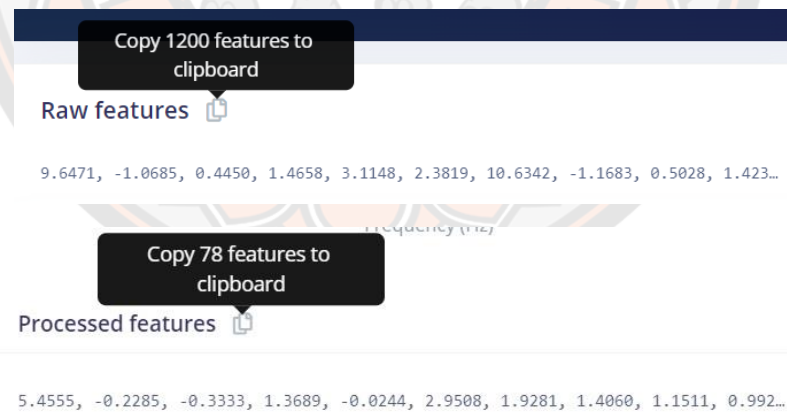 Copy 1200 features to
clipboard
Raw features
9.6471, -1.0685, 0.4450, 1.4658, 3.1148, 2.3819, 10.6342, -1.1683, 0.5028, 1.423…
Frequency (Hz)
Copy 78 features to
clipboard
Processed features
5.4555, -0.2285, -0.3333, 1.3689, -0.0244, 2.9508, 1.9281, 1.4060, 1.1511, 0.992…